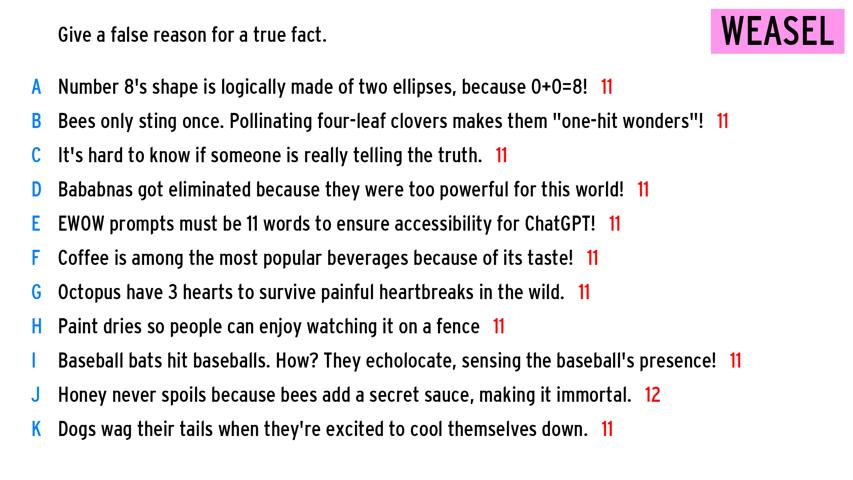 Give a false reason for a true fact.
WEASEL
A Number 8's shape is logically made of two ellipses, because 0+0=8! 11
B Bees only sting once. Pollinating four-leaf clovers makes them "one-hit wonders"! 11
C It's hard to know if someone is really telling the truth. 11
D Bababnas got eliminated because they were too powerful for this world! 11
E EWOW prompts must be 11 words to ensure accessibility for ChatGPT! 11
F Coffee is among the most popular beverages because of its taste! 11
G Octopus have 3 hearts to survive painful heartbreaks in the wild. 11
H Paint dries so people can enjoy watching it on a fence 11
I Baseball bats hit baseballs. How? They echolocate, sensing the baseball's presence! 11
J Honey never spoils because bees add a secret sauce, making it immortal. 12
K Dogs wag their tails when they're excited to cool themselves down. 11